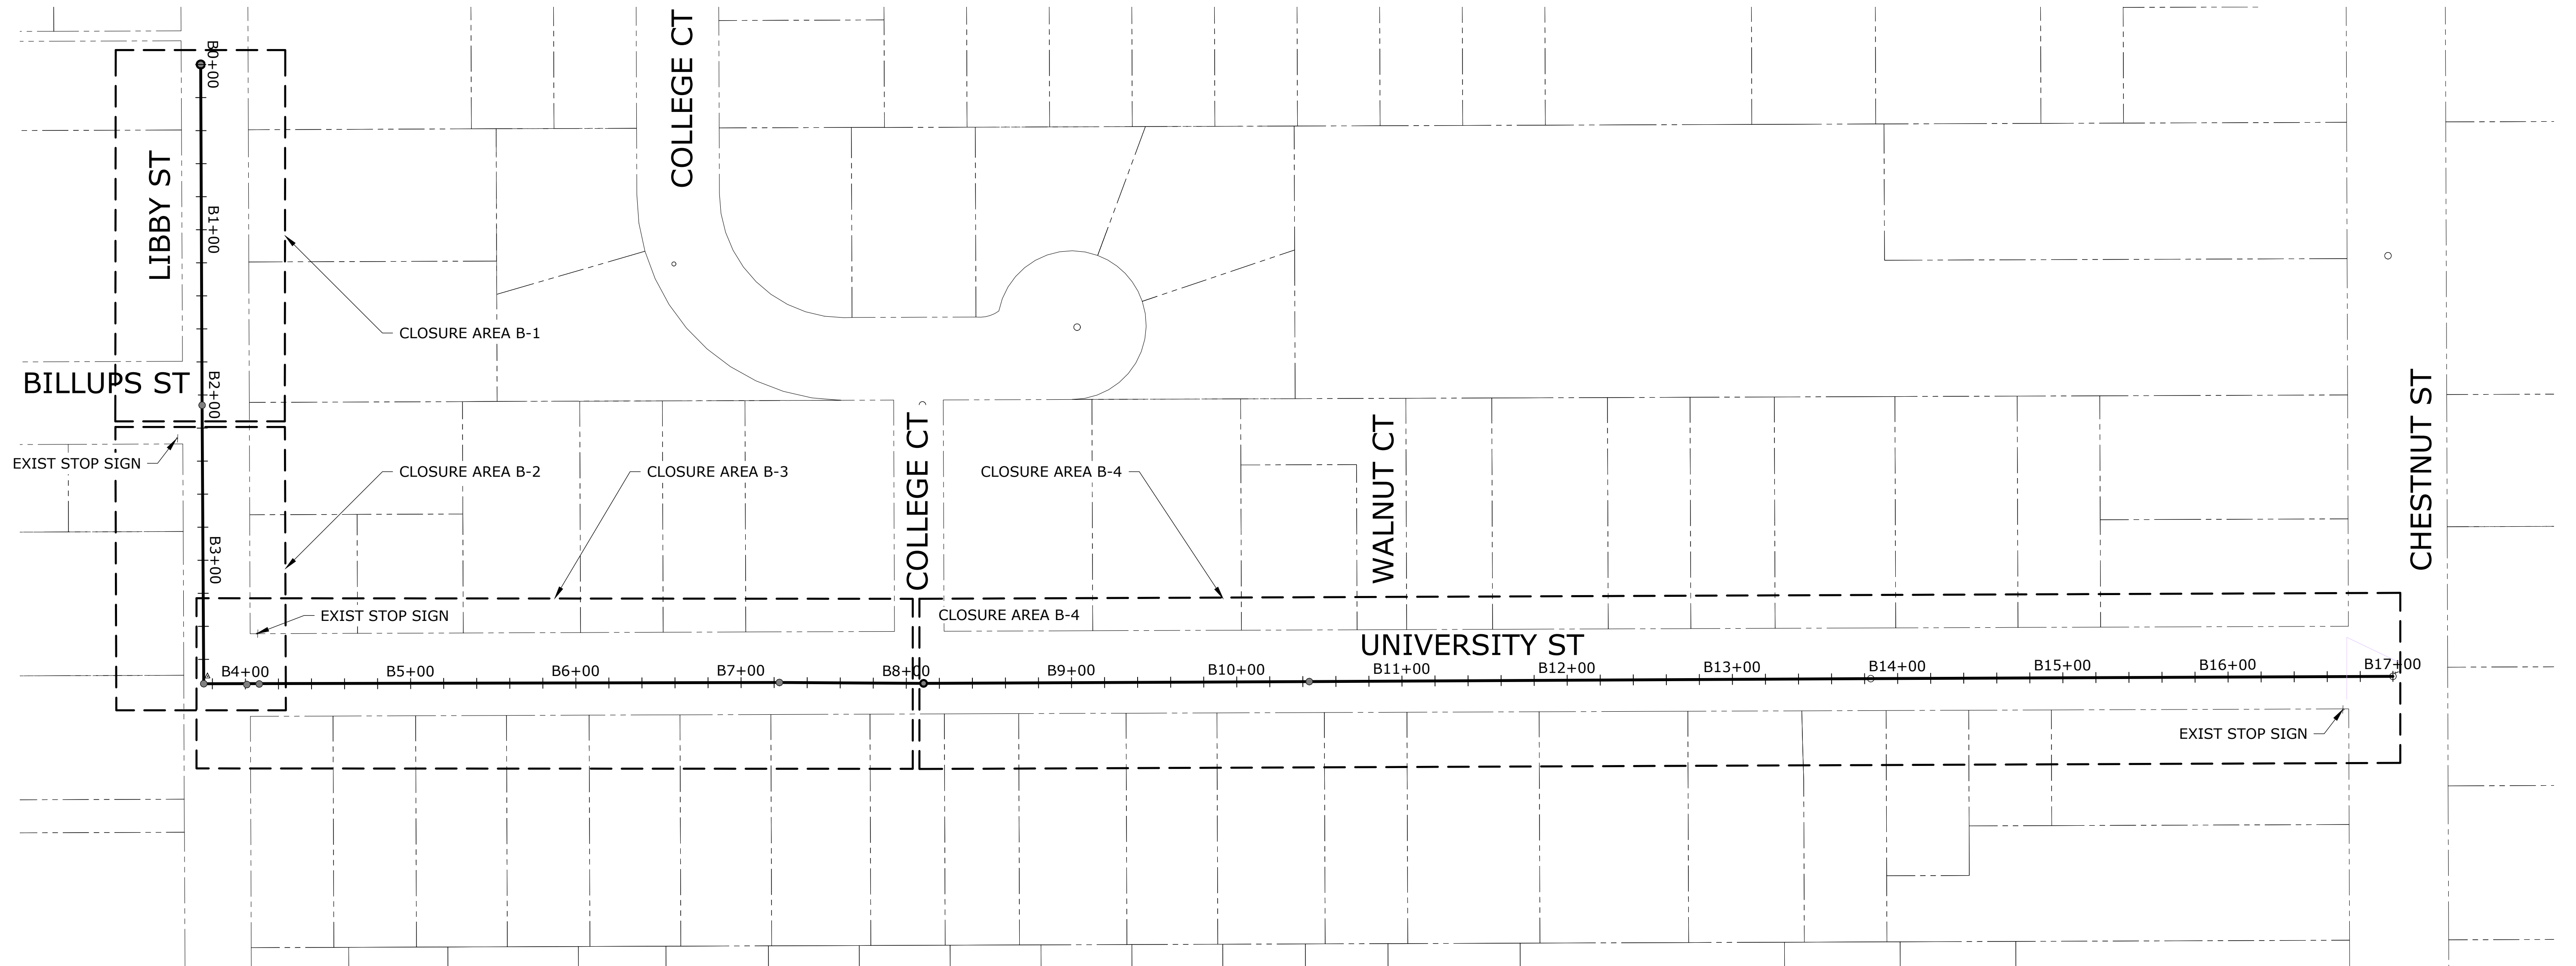 B0+00
COLLEGE CT
LIBBY ST
B1+00
CLOSURE AREA B-1
BILLUPS ST
B2+00
EXIST STOP SIGN
CLOSURE AREA B-2
CLOSURE AREA B-3
COLLEGE CT
CLOSURE AREA B-4
WALNUT CT
CHESTNUT ST
B3+00
EXIST STOP SIGN
CLOSURE AREA B-4
UNIVERSITY ST
B4+00
B5+00
B6+00
B7+00
B8+00
B9+00
B10+00
B11+00
B12+00
B13+00
B14+00
B15+00
B16+00
B17+00
EXIST STOP SIGN